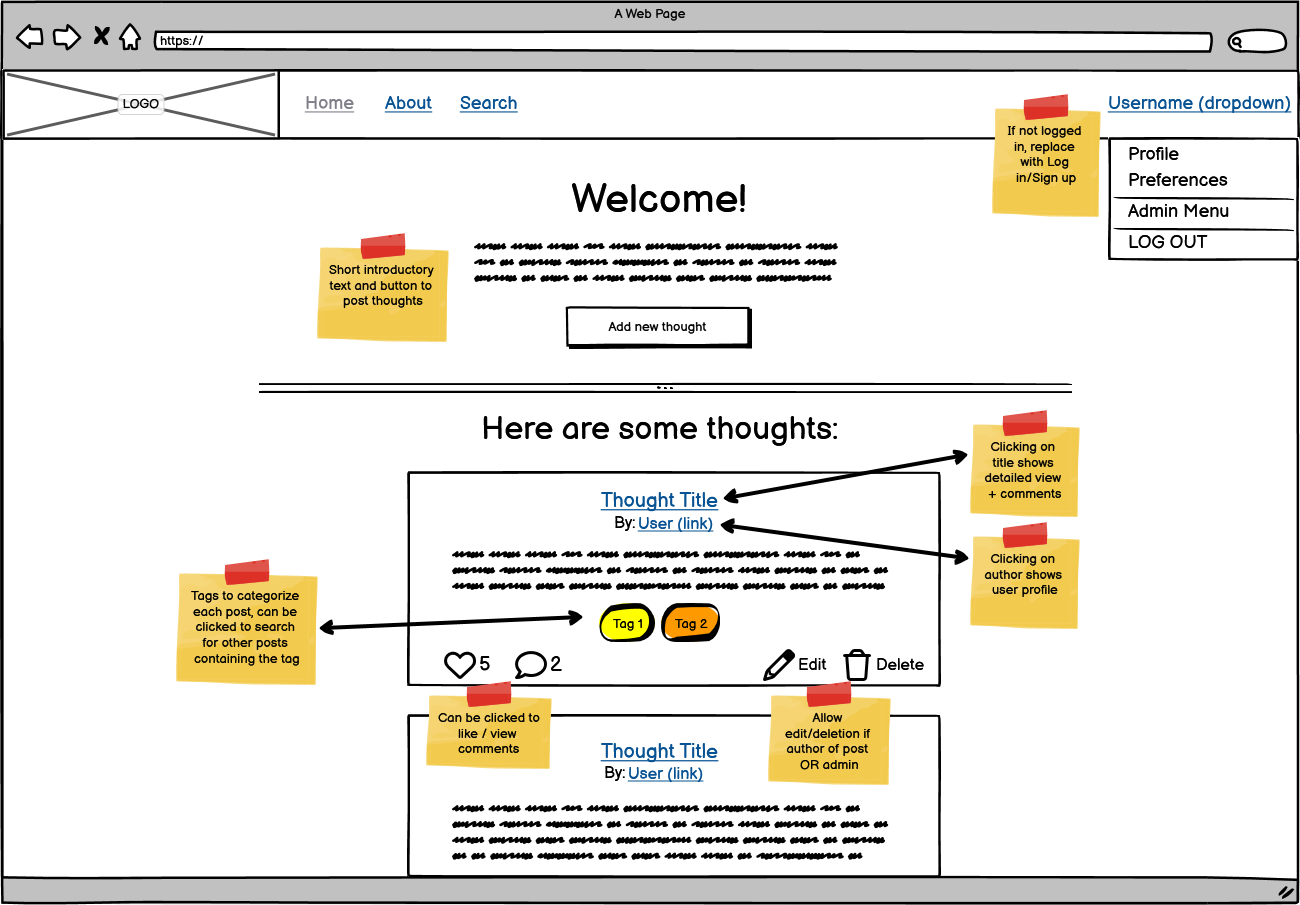 A Web Page
https://
LOGO
Home
About
Search
Username (dropdown)
If not logged
in, replace
with Log
in/Sign up
Profile
Preferences
Admin Menu
LOG OUT
Welcome!
Short introductory
text and button to
post thoughts
Add new thought
Here are some thoughts:
Clicking on
title shows
detailed view
+ comments
Thought Title
By: User (link)
Clicking on
author shows
user profile
Tags to categorize
each post, can be
clicked to search
for other posts
containing the tag
Tag 1
Tag 2
5
2
Edit
Delete
Can be clicked to
like / view
comments
Allow
edit/deletion if
author of post
OR admin
Thought Title
By: User (link)